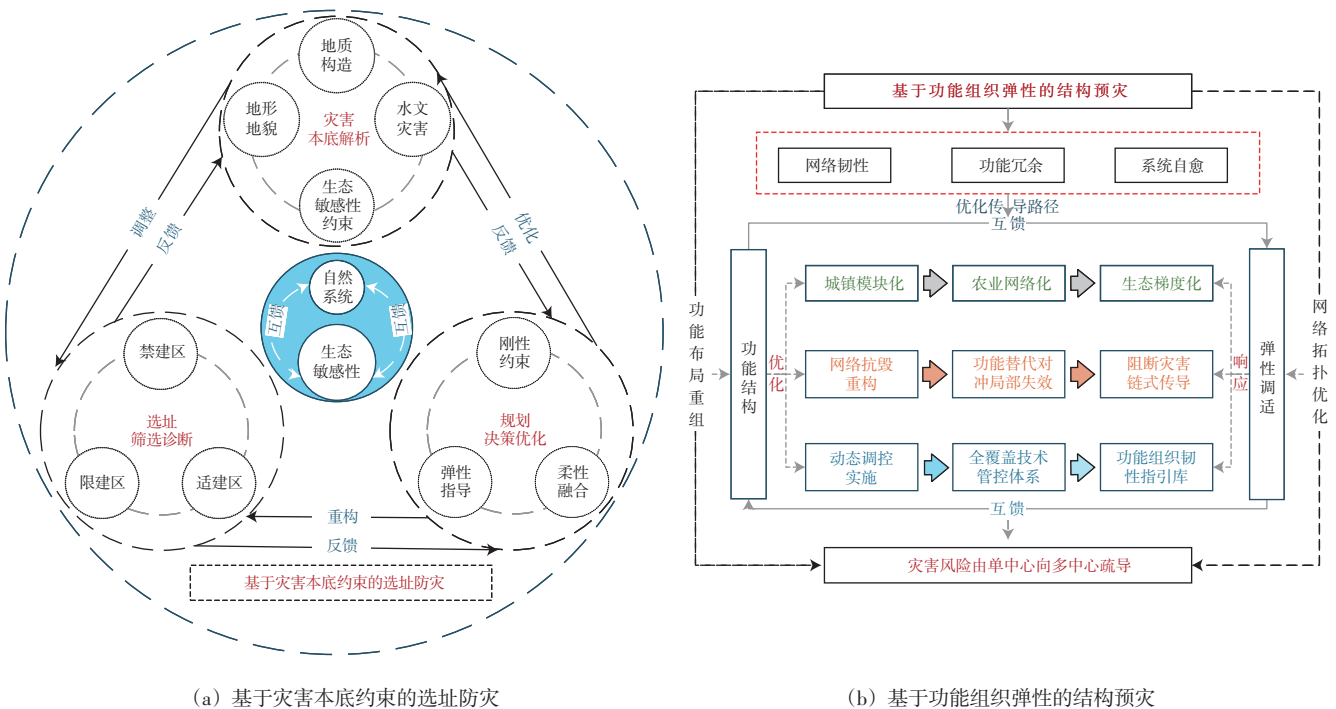 地质
构造
地形
地貌
水文
灾害
灾害
本底解析
生态
敏感性
约束
调整
反馈
优化
反馈
自然
系统
互馈
互馈
生态
敏感性
禁建区
选址
筛选诊断
限建区
适建区
刚性
约束
规划
决策优化
弹性
指导
柔性
融合
重构
反馈
基于灾害本底约束的选址防灾
(a) 基于灾害本底约束的选址防灾
基于功能组织弹性的结构预灾
网络韧性
功能冗余
系统自愈
优化传导路径
互馈
功能布局重组
功能结构
优化
城镇模块化
农业网络化
生态梯度化
网络抗毁
重构
功能替代对
冲局部失效
阻断灾害
链式传导
动态调控
实施
全覆盖技术
管控体系
功能组织韧
性指引库
响应
弹性调适
网络拓扑优化
互馈
灾害风险由单中心向多中心疏导
(b) 基于功能组织弹性的结构预灾